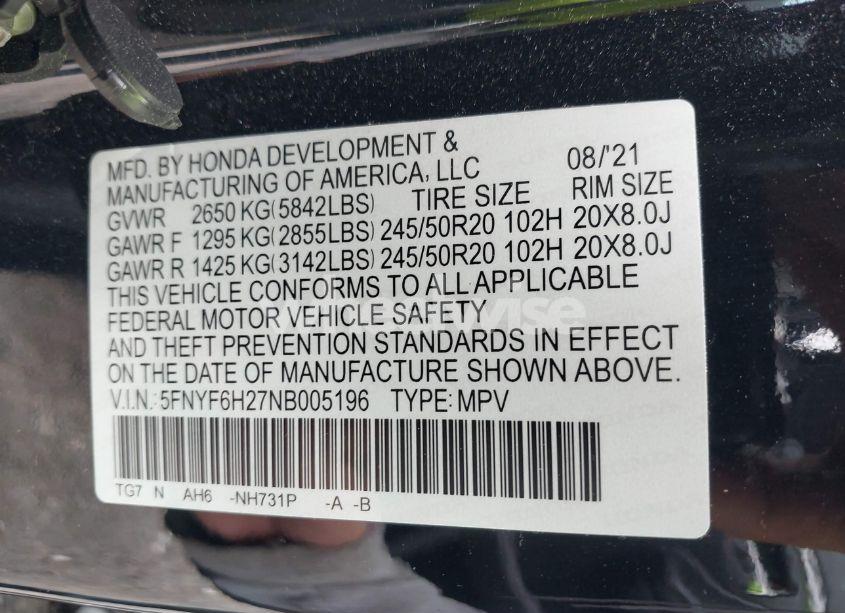 MFD. BY HONDA DEVELOPMENT & MANUFACTURING OF AMERICA, LLC 08/'21
GVWR 2650 KG(5842LBS) TIRE SIZE RIM SIZE
GAWR F 1295 KG(2855LBS) 245/50R20 102H 20X8.0J
GAWR R 1425 KG(3142LBS) 245/50R20 102H 20X8.0J
THIS VEHICLE CONFORMS TO ALL APPLICABLE
FEDERAL MOTOR VEHICLE SAFETY
AND THEFT PREVENTION STANDARDS IN EFFECT
ON THE DATE OF MANUFACTURE SHOWN ABOVE.
V.I.N.: 5FNYF6H27NB005196 TYPE: MPV
TG7 N AH6 -NH731P -A -B